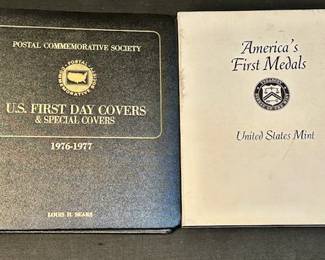 POSTAL COMMEMORATIVE SOCIETY
U.S. FIRST DAY COVERS
& SPECIAL COVERS
1976-1977
LOUIS H. SEARS
America's
First Medals
United States Mint